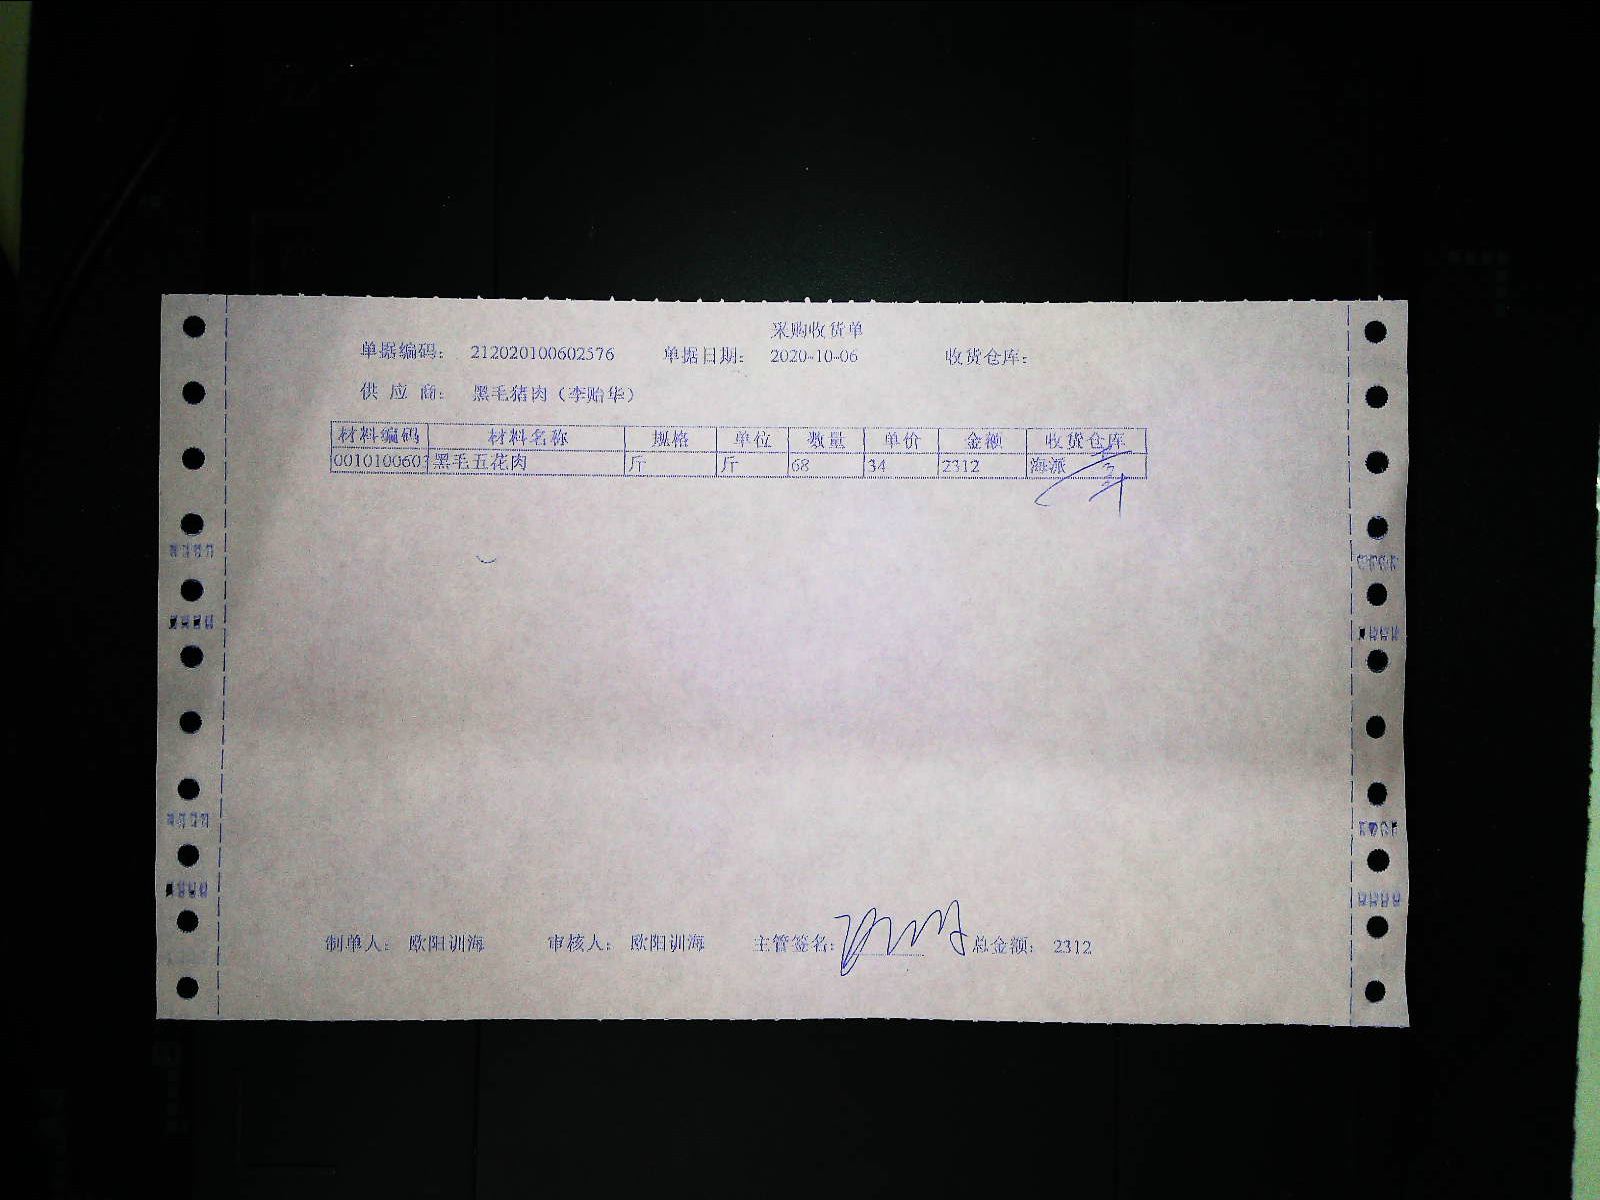 采购收货单
单据编码： 212020100602576 单据日期： 2020-10-06 收货仓库：
供 应 商： 黑毛猪肉（李贻华）
材料编码 材料名称 规格 单位 数量 单价 金额 收货仓库
0010100603 黑毛五花肉 斤 斤 68 34 2312 海派
制单人： 欧阳训海 审核人： 欧阳训海 主管签名： 总金额： 2312